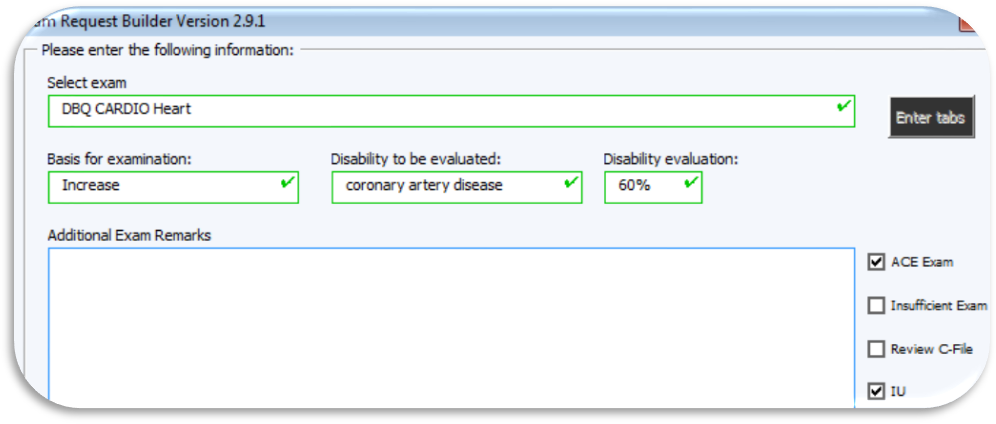 Request Builder Version 2.9.1
Please enter the following information:
Select exam
DBQ CARDIO Heart
Enter tabs
Basis for examination: Disability to be evaluated: Disability evaluation:
Increase coronary artery disease 60%
Additional Exam Remarks
ACE Exam
Insufficient Exam
Review C-File
IU